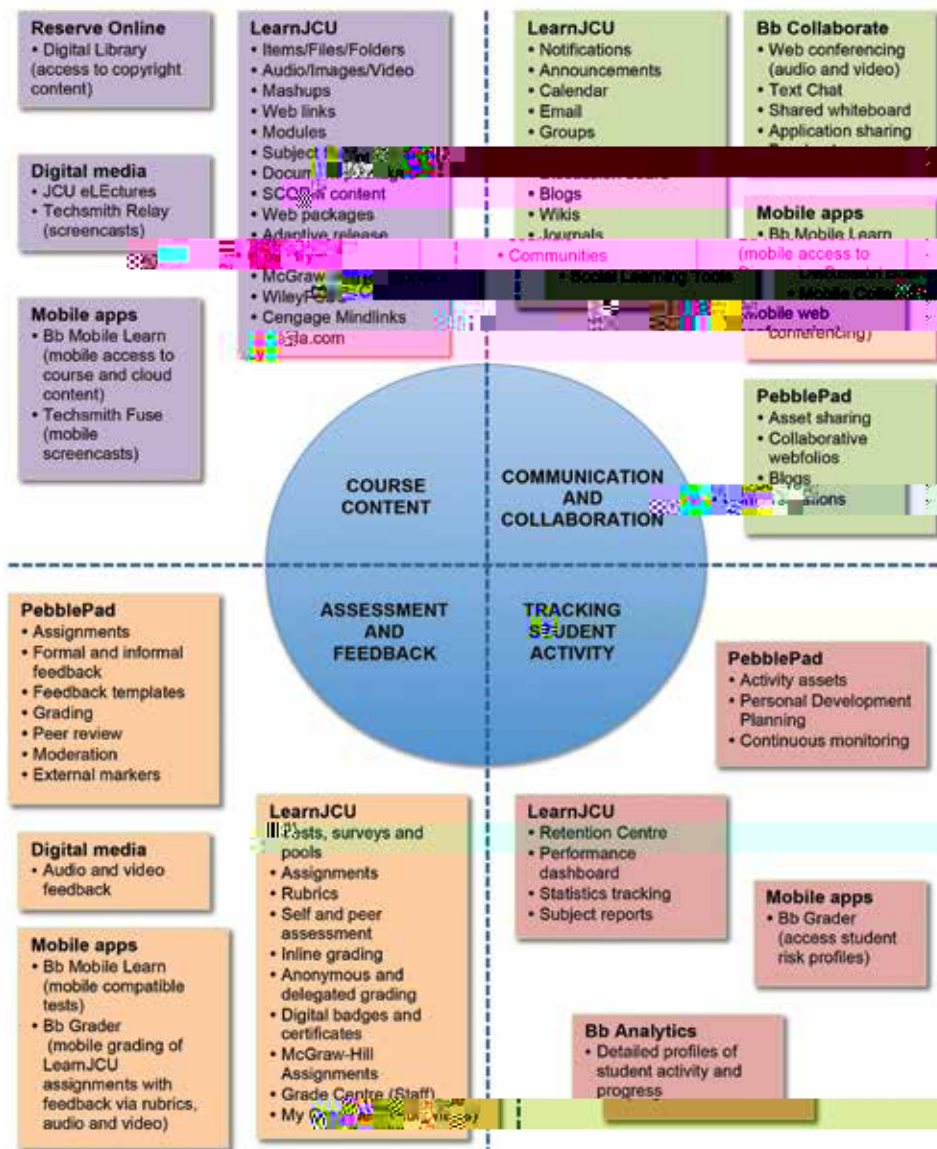 Reserve Online
• Digital Library
(access to copyright
content)
Digital media
• JCU eLEctures
• Techsmith Relay
(screencasts)
Mobile apps
• Bb Mobile Learn
(mobile access to
course and cloud
content)
• Techsmith Fuse
(mobile
screencasts)
LearnJCU
• Items/Files/Folders
• Audio/Images/Video
• Mashups
• Web links
• Modules
• Subject
•
• content
• Web packages
• Adaptive release
• McGraw
•
• Cengage Mindlinks
LearnJCU
• Notifications
• Announcements
• Calendar
• Email
• Groups
• Blogs
• Wikis
• Journals
• Communities
• Social Learning Tools
Bb Collaborate
• Web conferencing
(audio and video)
• Text Chat
• Shared whiteboard
• Application sharing
Mobile apps
• Bb Mobile Learn
(mobile access to
mobile web
conferencing)
PebblePad
• Asset sharing
• Collaborative
webfolios
• Blogs
COURSE
CONTENT
COMMUNICATION
AND
COLLABORATION
ASSESSMENT
AND
FEEDBACK
TRACKING
STUDENT
ACTIVITY
PebblePad
• Assignments
• Formal and informal
feedback
• Feedback templates
• Grading
• Peer review
• Moderation
• External markers
Digital media
• Audio and video
feedback
Mobile apps
• Bb Mobile Learn
(mobile compatible
tests)
• Bb Grader
(mobile grading of
LearnJCU
assignments with
feedback via rubrics,
audio and video)
LearnJCU
• Tests, surveys and
pools
• Assignments
• Rubrics
• Self and peer
assessment
• Inline grading
• Anonymous and
delegated grading
• Digital badges and
certificates
• McGraw-Hill
Assignments
• Grade Centre (Staff)
• My
PebblePad
• Activity assets
• Personal Development
Planning
• Continuous monitoring
LearnJCU
• Retention Centre
• Performance
dashboard
• Statistics tracking
• Subject reports
Mobile apps
• Bb Grader
(access student
risk profiles)
Bb Analytics
• Detailed profiles of
student activity and
progress